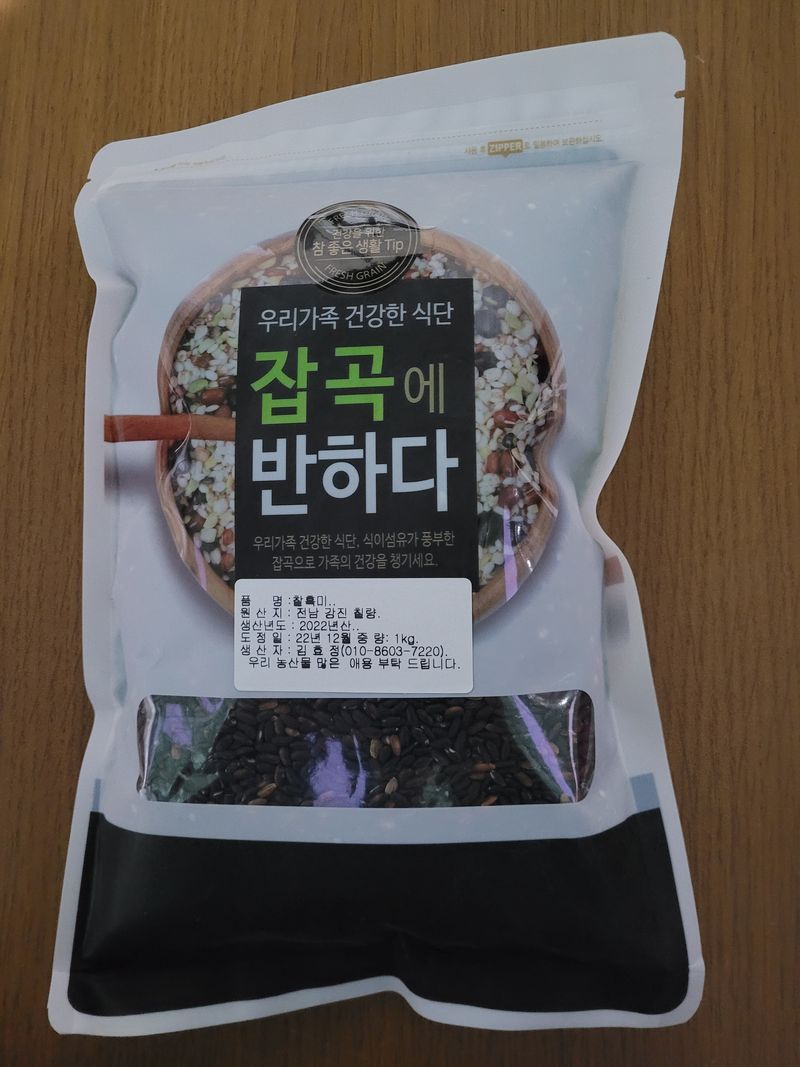 사용 후 ZIPPER로 밀봉하여 보관하십시오.
건강을 위한
참 좋은 생활 Tip
FRESH GRAIN
우리가족 건강한 식단
잡곡에
반하다
우리가족 건강한 식단, 식이섬유가 풍부한
잡곡으로 가족의 건강을 챙기세요.
품 명 :찰흑미..
원 산 지 : 전남 강진 칠량.
생산년도 : 2022년산..
도 정 일 : 22년 12월 중 량: 1kg.
생 산 자 : 김 효 정(010-8603-7220).
우리 농산물 많은 애용 부탁 드립니다.